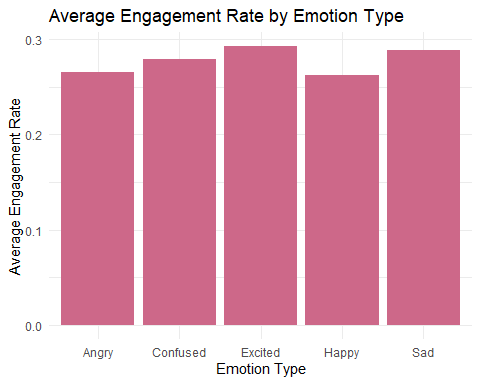 Average Engagement Rate by Emotion Type
Average Engagement Rate
0.3
0.2
0.1
0.0
Angry Confused Excited Happy Sad
Emotion Type